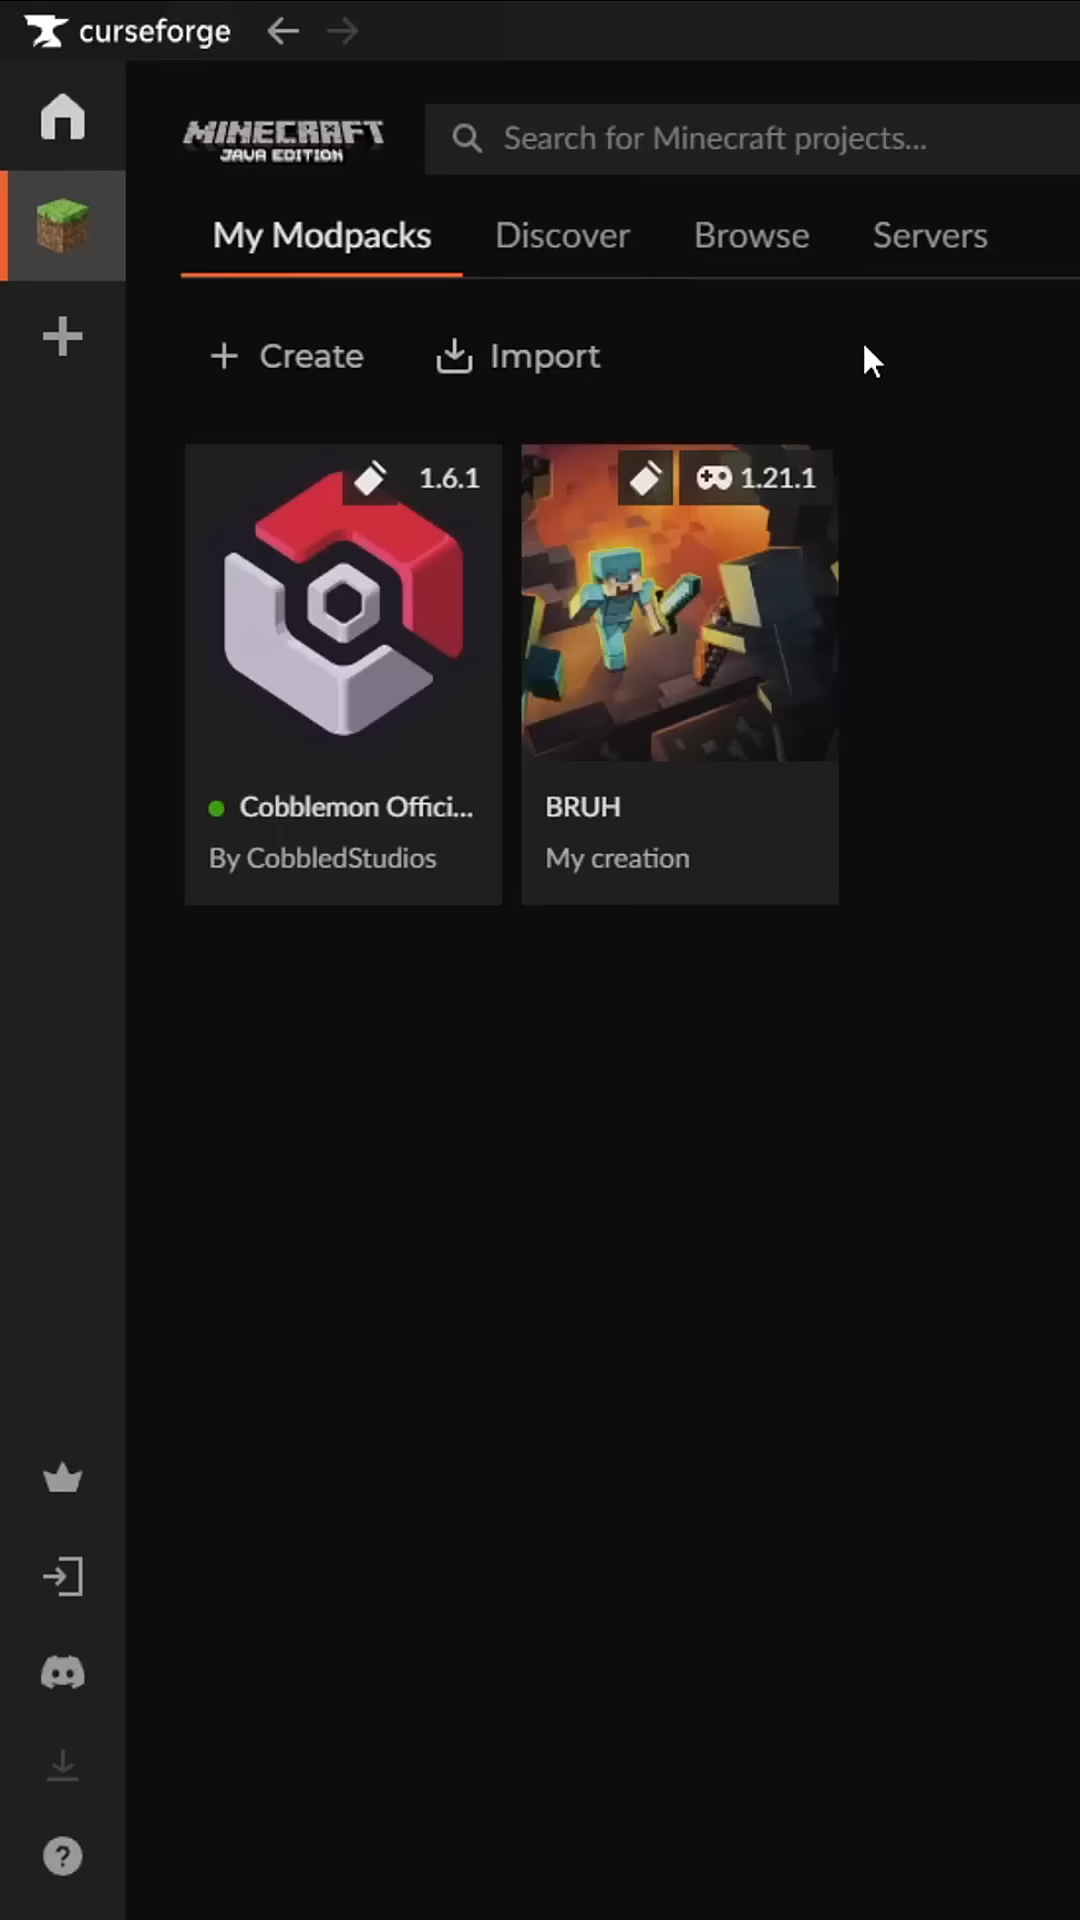 curseforge
MINECRAFT
JAVA EDITION
Search for Minecraft projects...
My Modpacks
Discover
Browse
Servers
Create
Import
1.6.1
1.21.1
Cobblemon Offici...
By CobbledStudios
BRUH
My creation
?